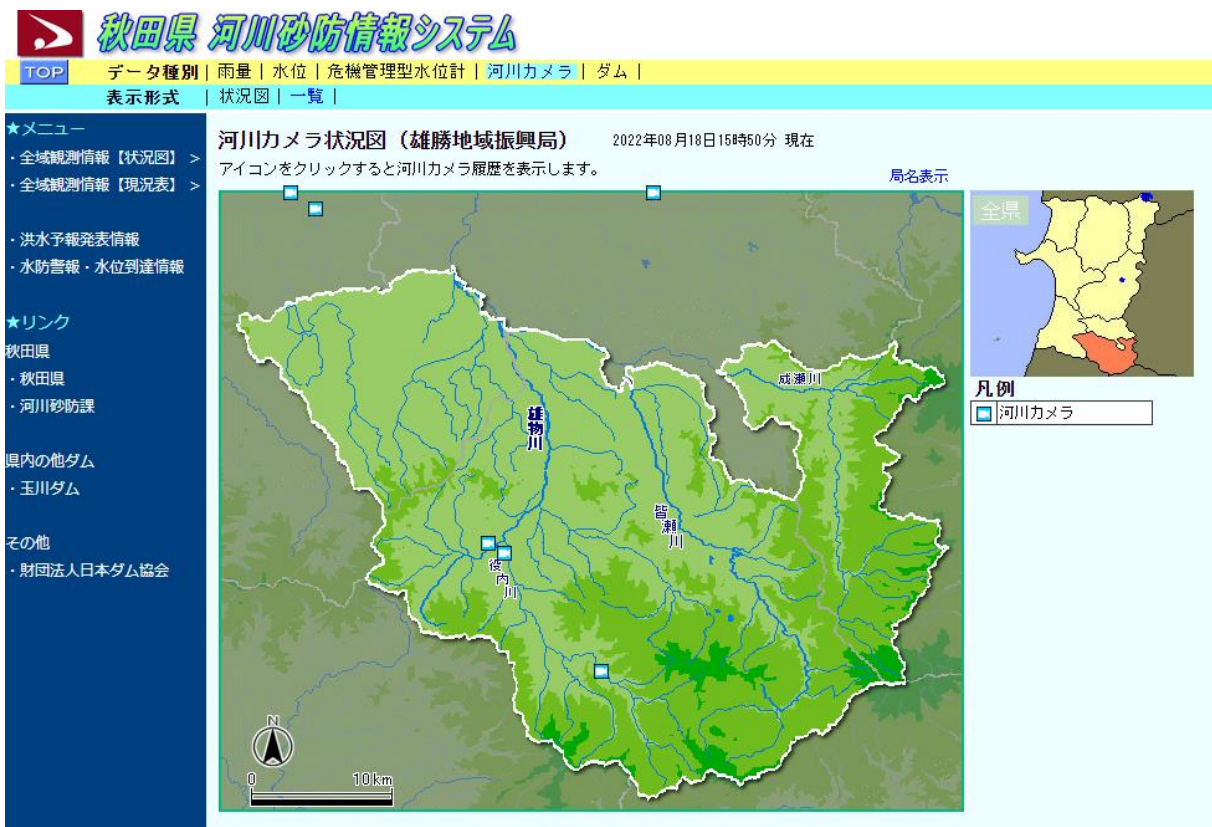 秋田県 河川砂防情報システム
TOP データ種別| 雨量 | 水位 | 危機管理型水位計 | 河川カメラ | ダム |
表示形式 | 状況図 | 一覧 |
★メニュー
・全域観測情報【状況図】 >
・全域観測情報【現況表】 >
・洪水予報発表情報
・水防警報・水位到達情報
★リンク
秋田県
・秋田県
・河川砂防課
県内の他ダム
・玉川ダム
その他
・財団法人日本ダム協会
河川カメラ状況図（雄勝地域振興局） 2022年08月18日15時50分 現在
アイコンをクリックすると河川カメラ履歴を表示します。
局名表示
成瀬川
雄物川
皆瀬川
役内川
N
0 10km
全県
凡例
河川カメラ